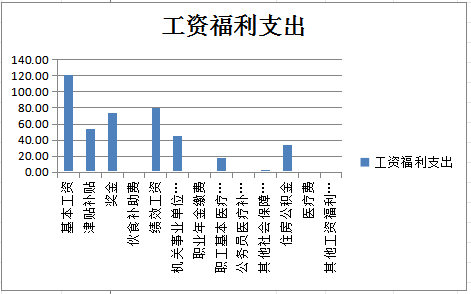 工资福利支出
140.00
120.00
100.00
80.00
60.00
40.00
20.00
0.00
基本工资
津贴补贴
奖金
伙食补助费
绩效工资
机关事业单位…
职业年金缴费
职工基本医疗…
公务员医疗补…
其他社会保障…
住房公积金
医疗费
其他工资福利…
工资福利支出